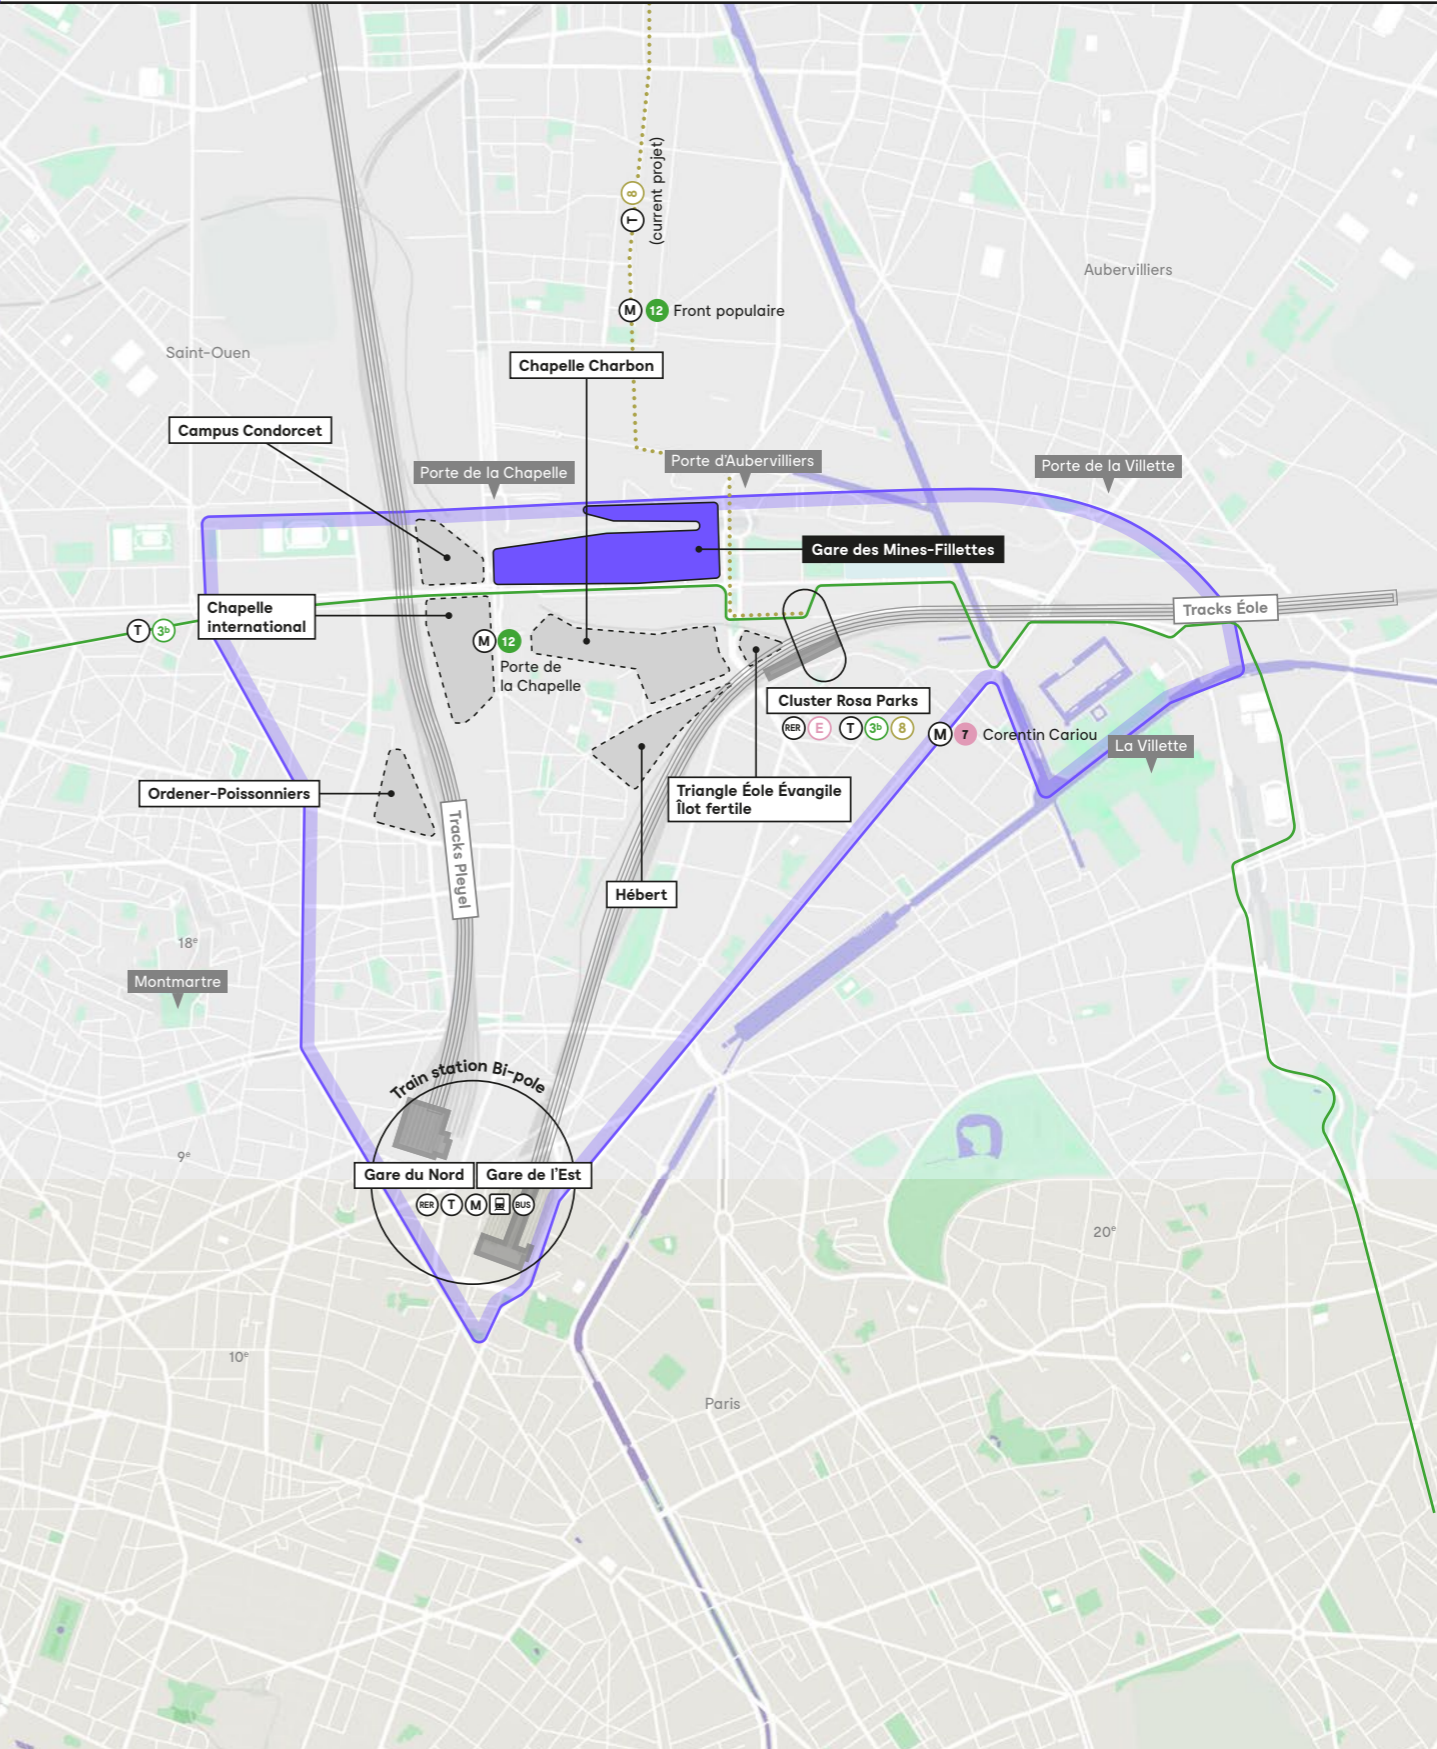 8
T
(current projet)
Aubervilliers
M 12 Front populaire
Saint-Ouen
Chapelle Charbon
Campus Condorcet
Porte de la Chapelle
Porte d'Aubervilliers
Porte de la Villette
Gare des Mines-Fillettes
Chapelle
international
Tracks Éole
T 3b
M 12
Porte de
la Chapelle
Cluster Rosa Parks
RER E T 3b 8
M 7 Corentin Cariou
La Villette
Triangle Éole Évangile
Îlot fertile
Ordener-Poissonniers
Tracks Pleyel
Hébert
18e
Montmartre
Train station Bi-pole
9e
Gare du Nord
Gare de l'Est
RER T M BUS
20e
10e
Paris